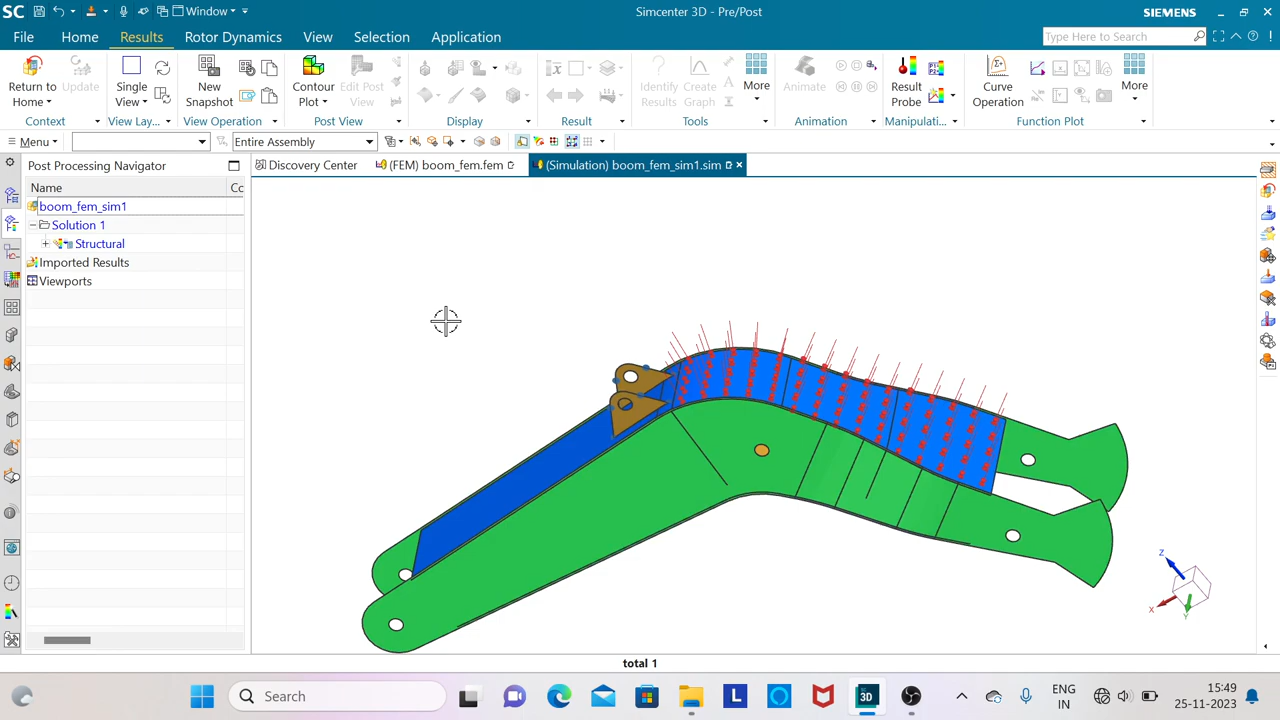 SC Window Simcenter 3D - Pre/Post SIEMENS
File Home Results Rotor Dynamics View Selection Application Type Here to Search
Return to Home Update Single View New Snapshot Contour Plot Edit Post View Identify Results Create Graph More Animate Result Probe Curve Operation More
Context View Lay... View Operation Post View Display Result Tools Animation Manipulati... Function Plot
Menu Entire Assembly
Post Processing Navigator Discovery Center (FEM) boom_fem.fem (Simulation) boom_fem_sim1.sim
Name Cc
boom_fem_sim1
Solution 1
Structural
Imported Results
Viewports
Z
X
Y
total 1
Search L SIEMENS 3D ENG IN 15:49 25-11-2023